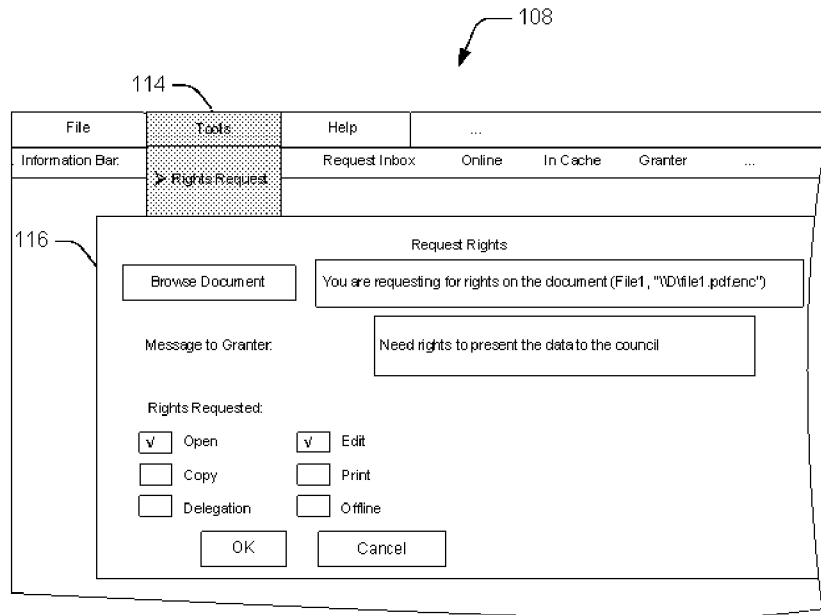 108
114
File Tools Help ...
Information Bar: Request Inbox Online In Cache Granter ...
> Rights Request
116
Request Rights
Browse Document You are requesting for rights on the document (File1, "\\D\file1.pdf.enc")
Message to Granter: Need rights to present the data to the council
Rights Requested:
√ Open √ Edit
Copy Print
Delegation Offline
OK Cancel